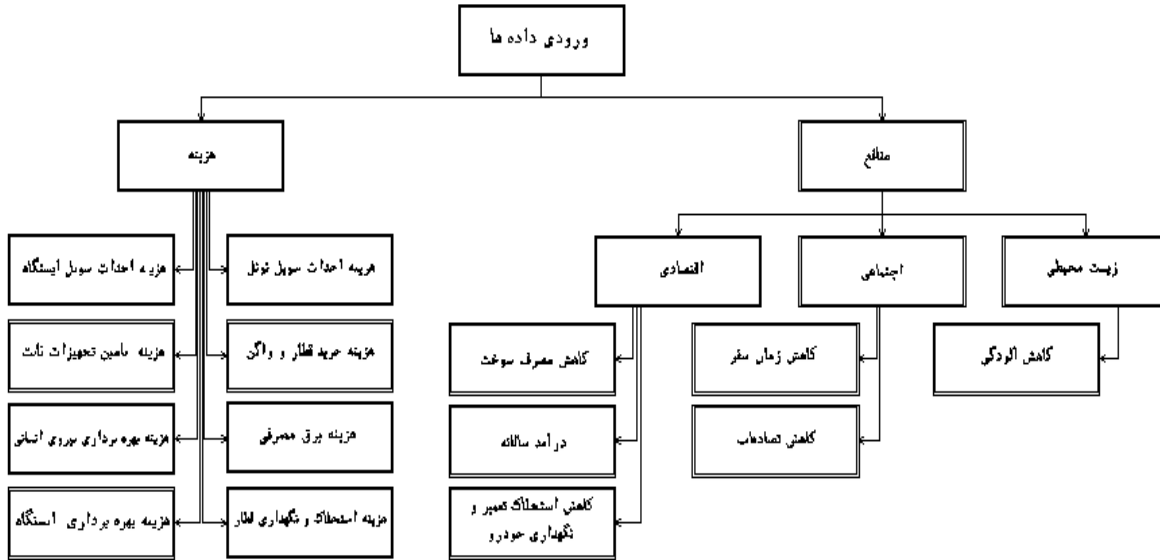 ورودی داده ها
منافع
هزینه
زیست محیطی
اجتماعی
اقتصادی
هزینه احداث سویل تونل
هزینه احداث سویل ایستگاه
کاهش آلودگی
کاهش زمان سفر
کاهش مصرف سوخت
هزینه خرید قطار و واگن
هزینه تأمین تجهیزات ثابت
کاهش تصادفات
درآمد سالانه
هزینه برق مصرفی
هزینه بهره برداری نیروی انسانی
کاهش استهلاک تعمیر و
نگهداری خودرو
هزینه استهلاک و نگهداری قطار
هزینه بهره برداری ایستگاه